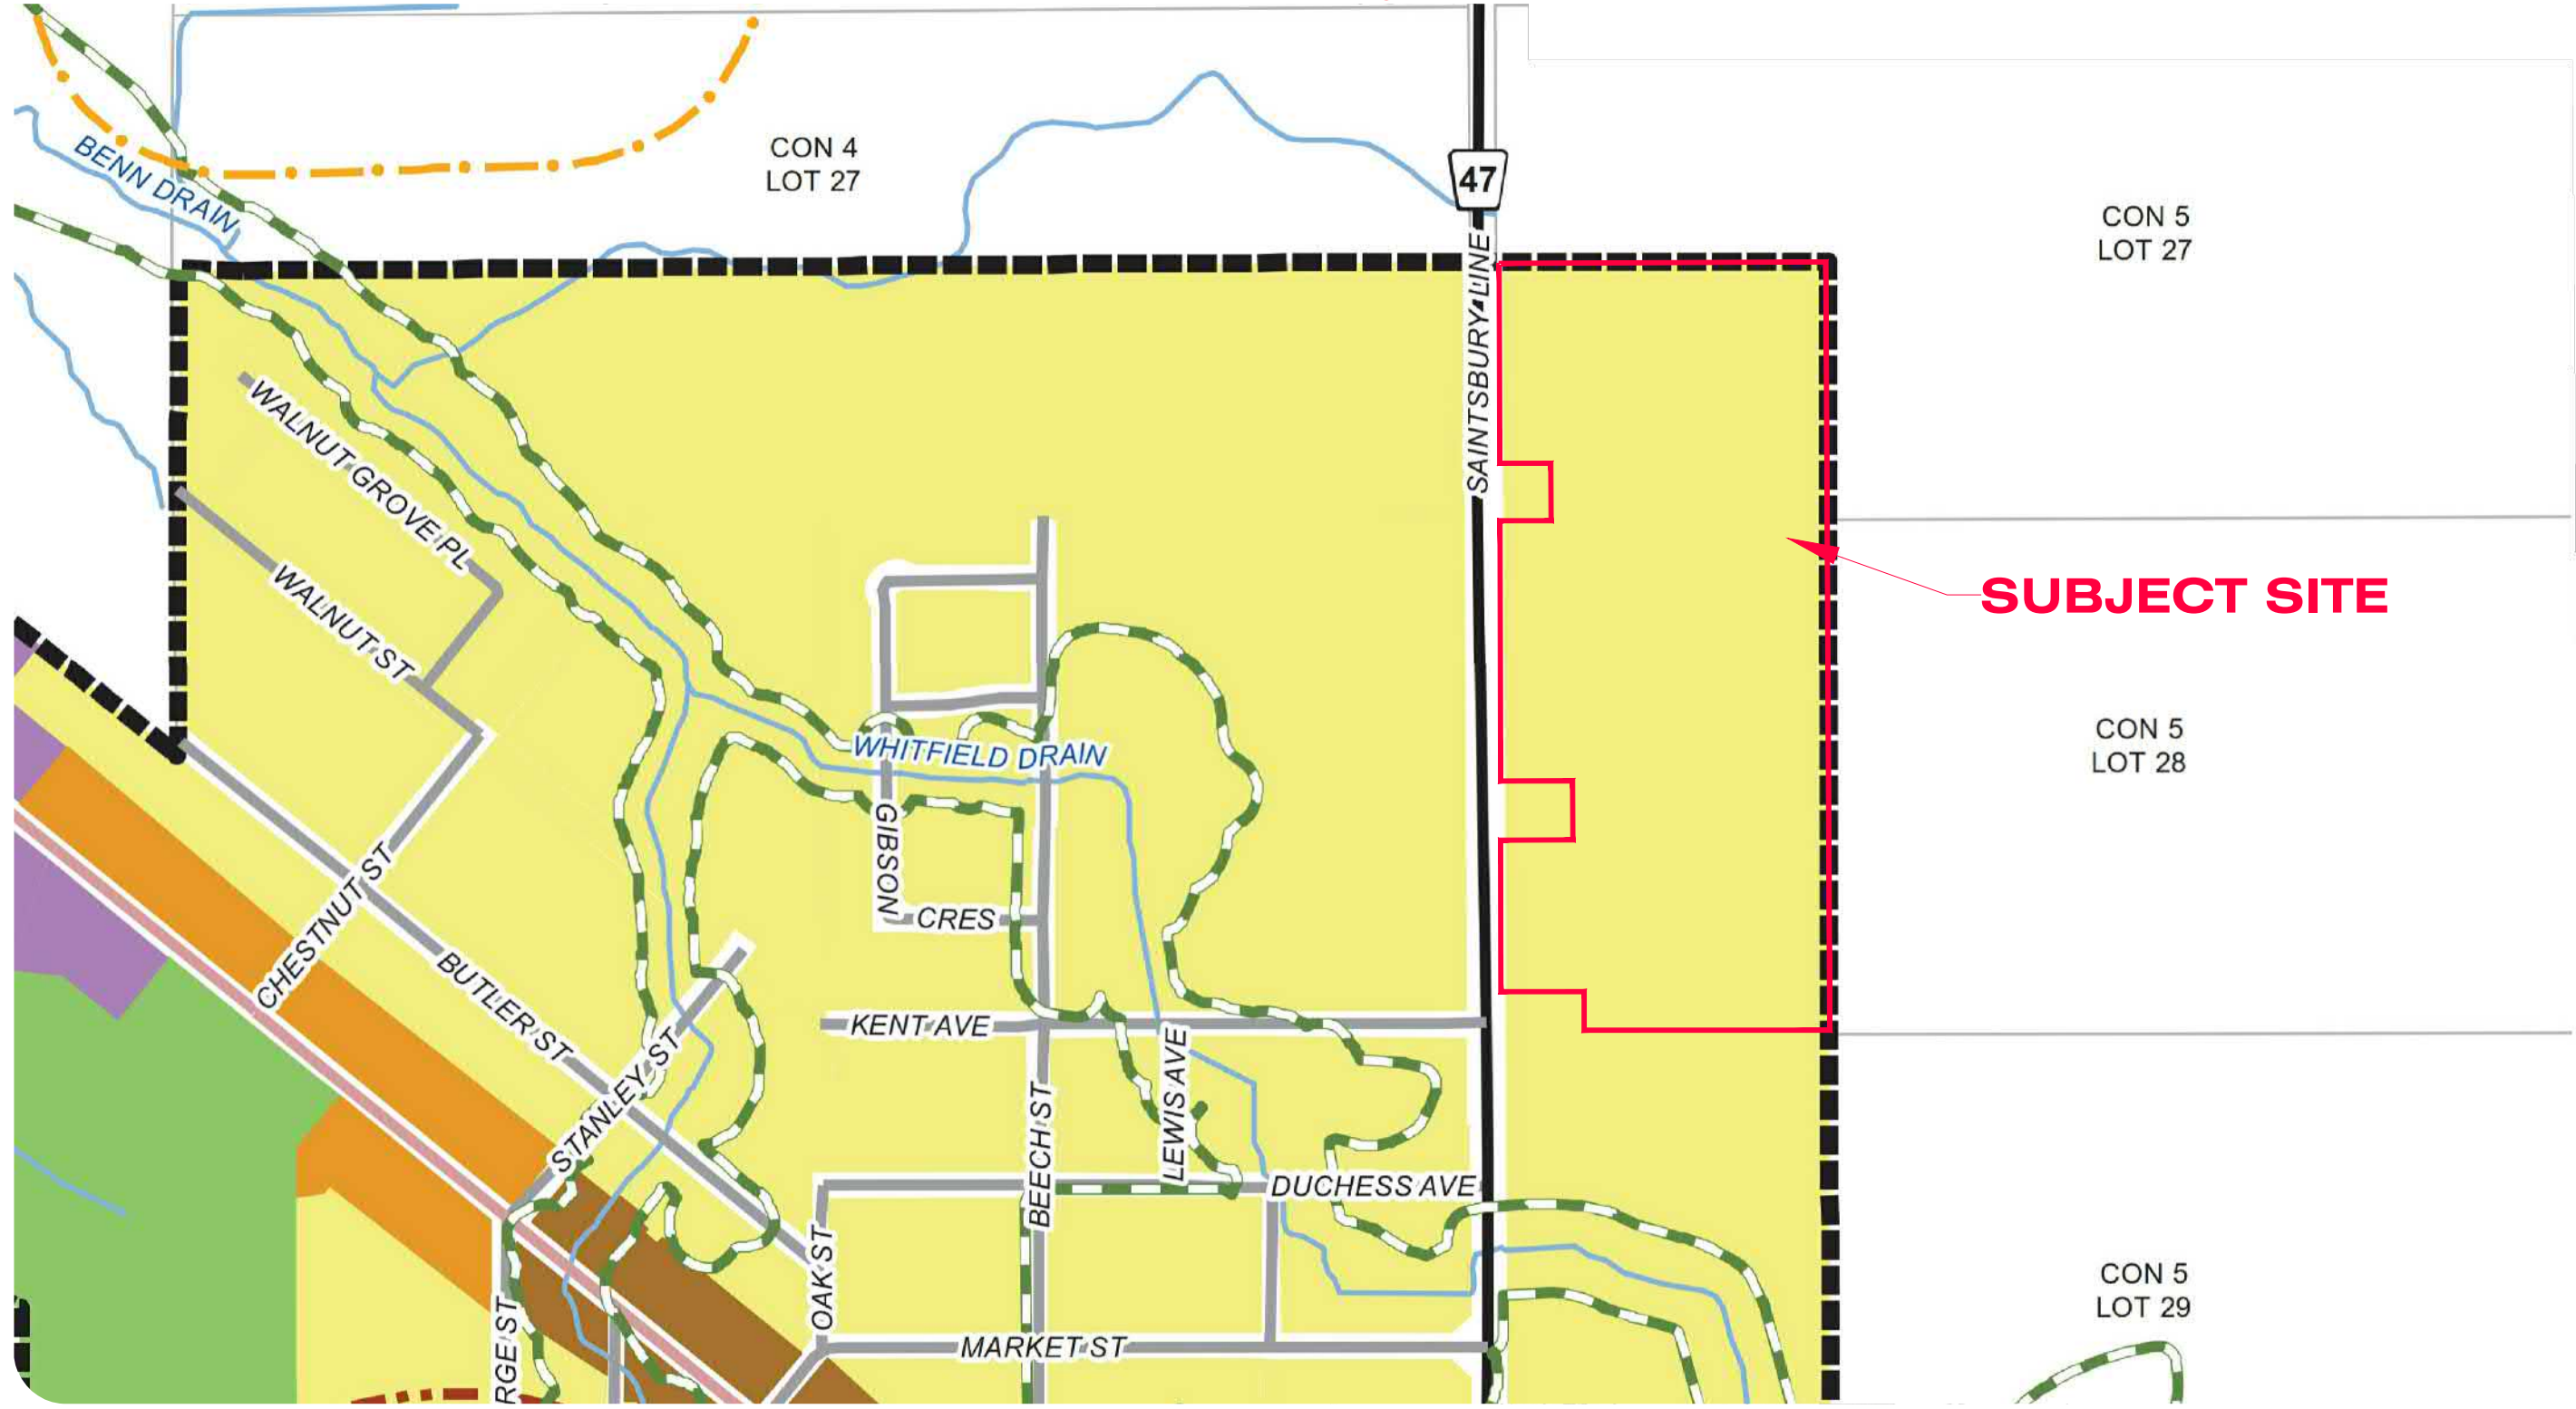 BENN DRAIN
CON 4
LOT 27
47
CON 5
LOT 27
SAINTSBURY LINE
WALNUT GROVE PL
WALNUT ST
SUBJECT SITE
WHITFIELD DRAIN
CON 5
LOT 28
GIBSON
CRES
CHESTNUT ST
BUTLER ST
KENT AVE
STANLEY ST
LEWIS AVE
BEECH ST
DUCHESS AVE
OAK ST
CON 5
LOT 29
RGE ST
MARKET ST